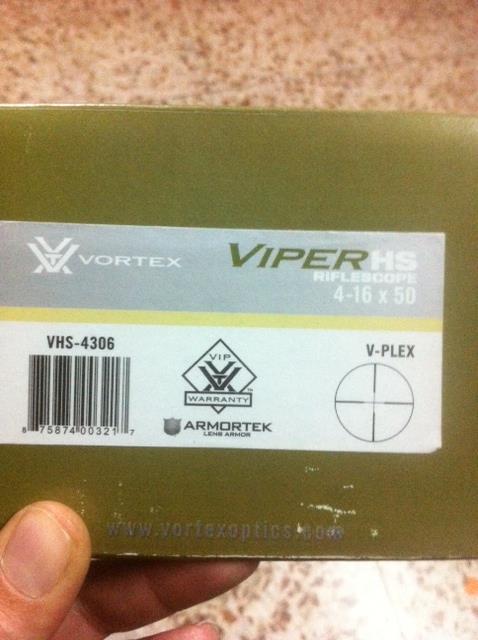 VORTEX
VIPER HS
RIFLESCOPE
4-16 x 50
VHS-4306
8 75874 00321 7
VIP
WARRANTY
ARMORTEK
LENS ARMOR
V-PLEX
www.vortexoptics.com